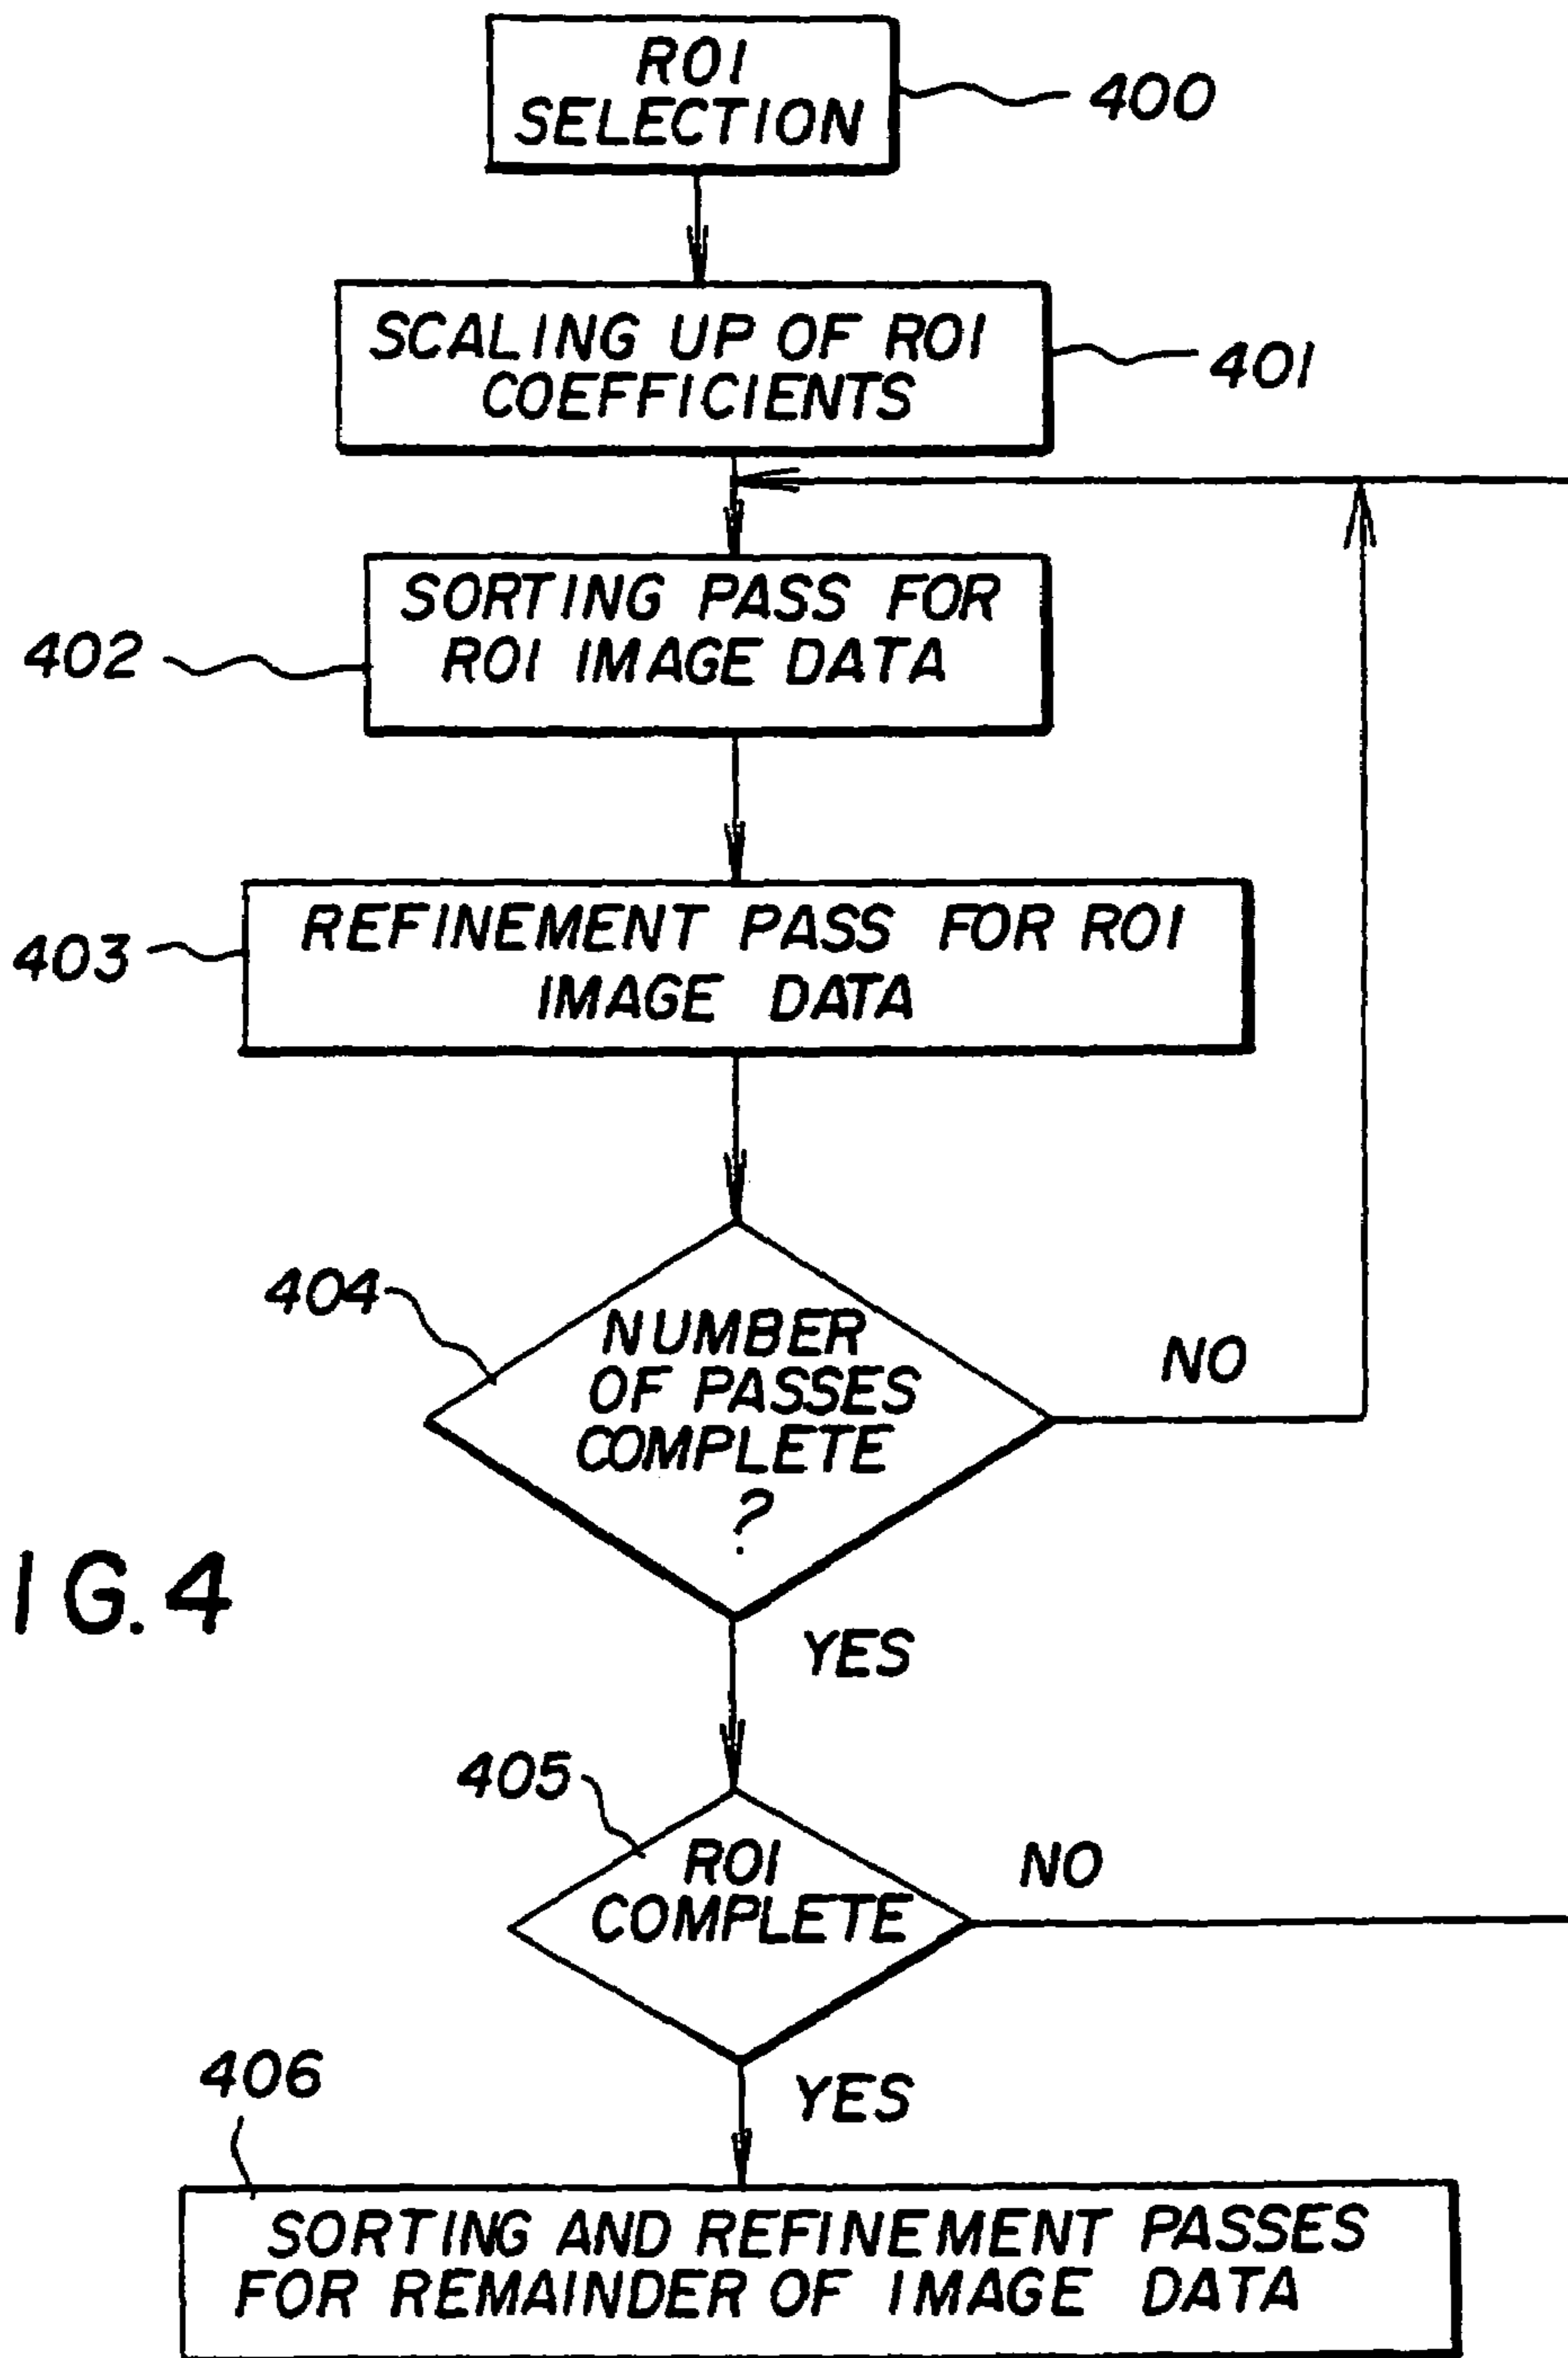 ROI
SELECTION
400
SCALING UP OF ROI
COEFFICIENTS
401
SORTING PASS FOR
ROI IMAGE DATA
402
REFINEMENT PASS FOR ROI
IMAGE DATA
403
404
NUMBER
OF PASSES
COMPLETE
?
NO
IG. 4
YES
405
ROI
COMPLETE
NO
406
YES
SORTING AND REFINEMENT PASSES
FOR REMAINDER OF IMAGE DATA